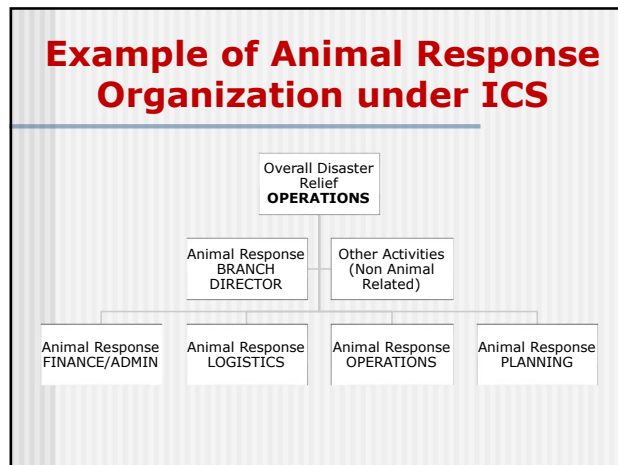 Example of Animal Response
Organization under ICS
Overall Disaster
Relief
OPERATIONS
Animal Response
BRANCH
DIRECTOR
Other Activities
(Non Animal
Related)
Animal Response
FINANCE/ADMIN
Animal Response
LOGISTICS
Animal Response
OPERATIONS
Animal Response
PLANNING